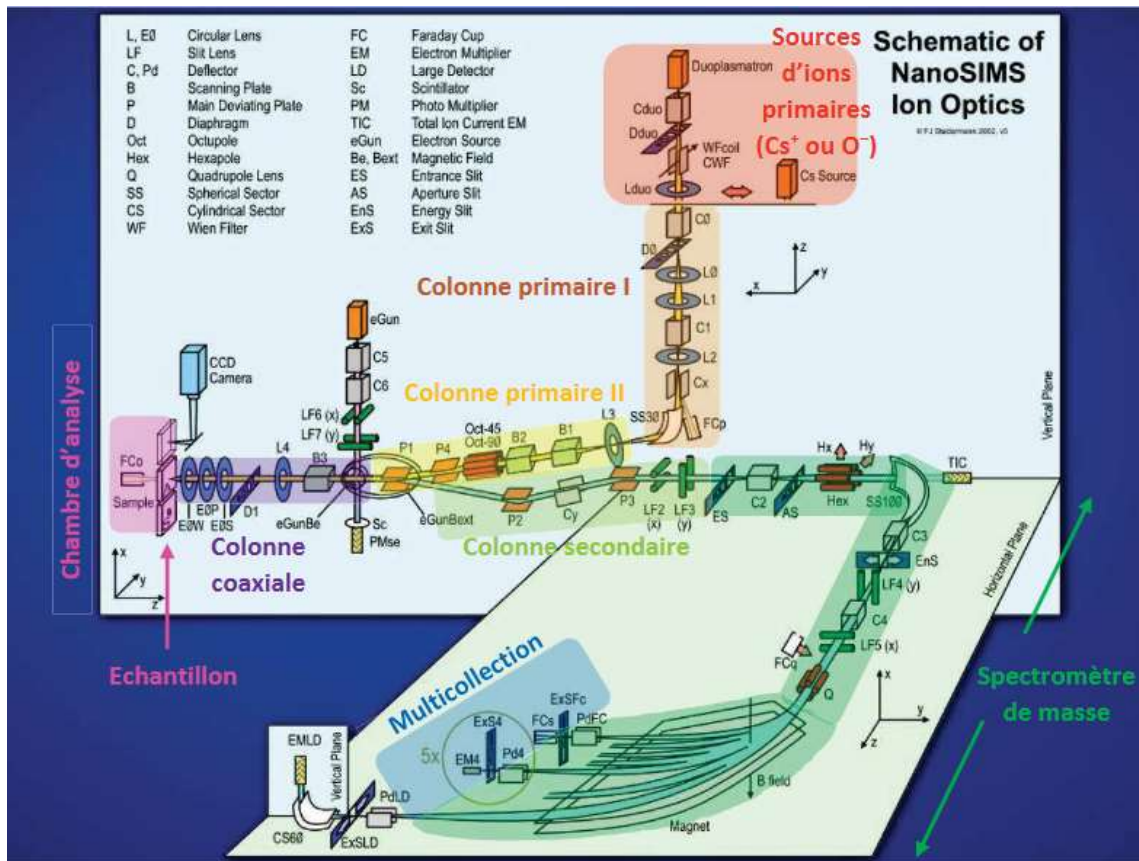 Schematic of
NanoSIMS
Ion Optics
© F.J Stadermann 2002, v5
L, EØ Circular Lens
LF Slit Lens
C, Pd Deflector
B Scanning Plate
P Main Deviating Plate
D Diaphragm
Oct Octupole
Hex Hexapole
Q Quadrupole Lens
SS Spherical Sector
CS Cylindrical Sector
WF Wien Filter
FC Faraday Cup
EM Electron Multiplier
LD Large Detector
Sc Scintillator
PM Photo Multiplier
TIC Total Ion Current EM
eGun Electron Source
Be, Bext Magnetic Field
ES Entrance Slit
AS Aperture Slit
EnS Energy Slit
ExS Exit Slit
Sources
d'ions
primaires
(Cs⁺ ou O⁻)
Duoplasmatron
Cduo
Dduo
WFcoil
CWF
Lduo
Cs Source
CØ
DØ
LØ
L1
C1
L2
Cx
SS30
FCp
z
y
x
Colonne primaire I
Colonne primaire II
eGun
C5
C6
LF6 (x)
LF7 (y)
CCD
Camera
Chambre d'analyse
FCo
Sample
EØW
EØP
EØS
D1
L4
B3
eGunBe
P1
P4
Oct-45
Oct-90
B2
B1
L3
eGunBext
Sc
PMse
P2
Cy
P3
LF2
(x)
LF3
(y)
ES
C2
AS
Hx
Hy
Hex
SS100
TIC
Vertical Plane
Colonne
coaxiale
Colonne secondaire
x
y
z
Echantillon
C3
EnS
LF4 (y)
C4
LF5 (x)
FCq
Q
Horizontal Plane
x
y
z
Spectromètre
de masse
Multicollection
ExSFc
FCs
PdFC
ExS4
5x
EM4
Pd4
B field
Magnet
EMLD
Vertical Plane
PdLD
CS60
ExSLD